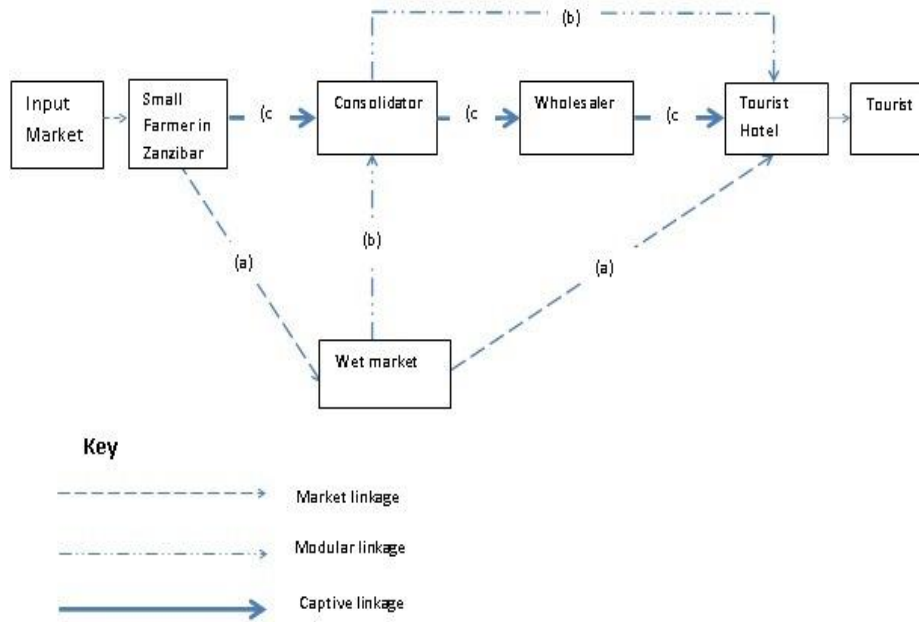 (b)
Input
Market
Small
Farmer in
Zanzibar
(c
Consolidator
(c
Wholesaler
(c
Tourist
Hotel
Tourist
(b)
(a)
(a)
Wet market
Key
Market linkage
Modular linkage
Captive linkage